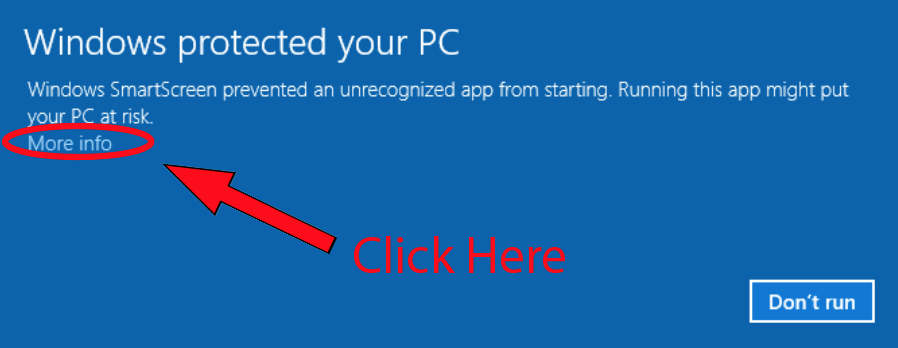 Windows protected your PC
Windows SmartScreen prevented an unrecognized app from starting. Running this app might put
your PC at risk.
More info
Click Here
Don't run